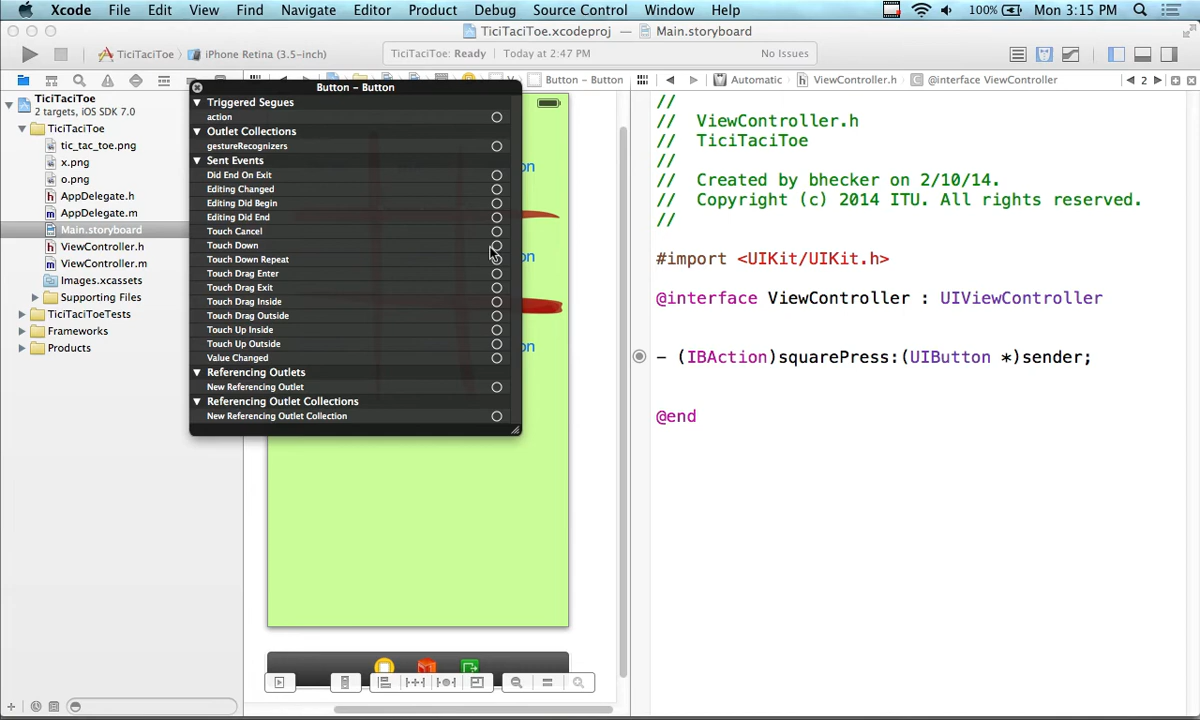 Xcode File Edit View Find Navigate Editor Product Debug Source Control Window Help 100% Mon 3:15 PM
TiciTaciToe.xcodeproj — Main.storyboard
TiciTaciToe iPhone Retina (3.5-inch) TiciTaciToe: Ready Today at 2:47 PM No Issues
Button – Button Automatic ViewController.h @interface ViewController 2
TiciTaciToe
2 targets, iOS SDK 7.0
TiciTaciToe
tic_tac_toe.png
x.png
o.png
AppDelegate.h
AppDelegate.m
Main.storyboard
ViewController.h
ViewController.m
Images.xcassets
Supporting Files
TiciTaciToeTests
Frameworks
Products
Button – Button
Triggered Segues
action
Outlet Collections
gestureRecognizers
Sent Events
Did End On Exit
Editing Changed
Editing Did Begin
Editing Did End
Touch Cancel
Touch Down
Touch Down Repeat
Touch Drag Enter
Touch Drag Exit
Touch Drag Inside
Touch Drag Outside
Touch Up Inside
Touch Up Outside
Value Changed
Referencing Outlets
New Referencing Outlet
Referencing Outlet Collections
New Referencing Outlet Collection
on
on
on
//
// ViewController.h
// TiciTaciToe
//
// Created by bhecker on 2/10/14.
// Copyright (c) 2014 ITU. All rights reserved.
//
#import <UIKit/UIKit.h>
@interface ViewController : UIViewController
- (IBAction)squarePress:(UIButton *)sender;
@end